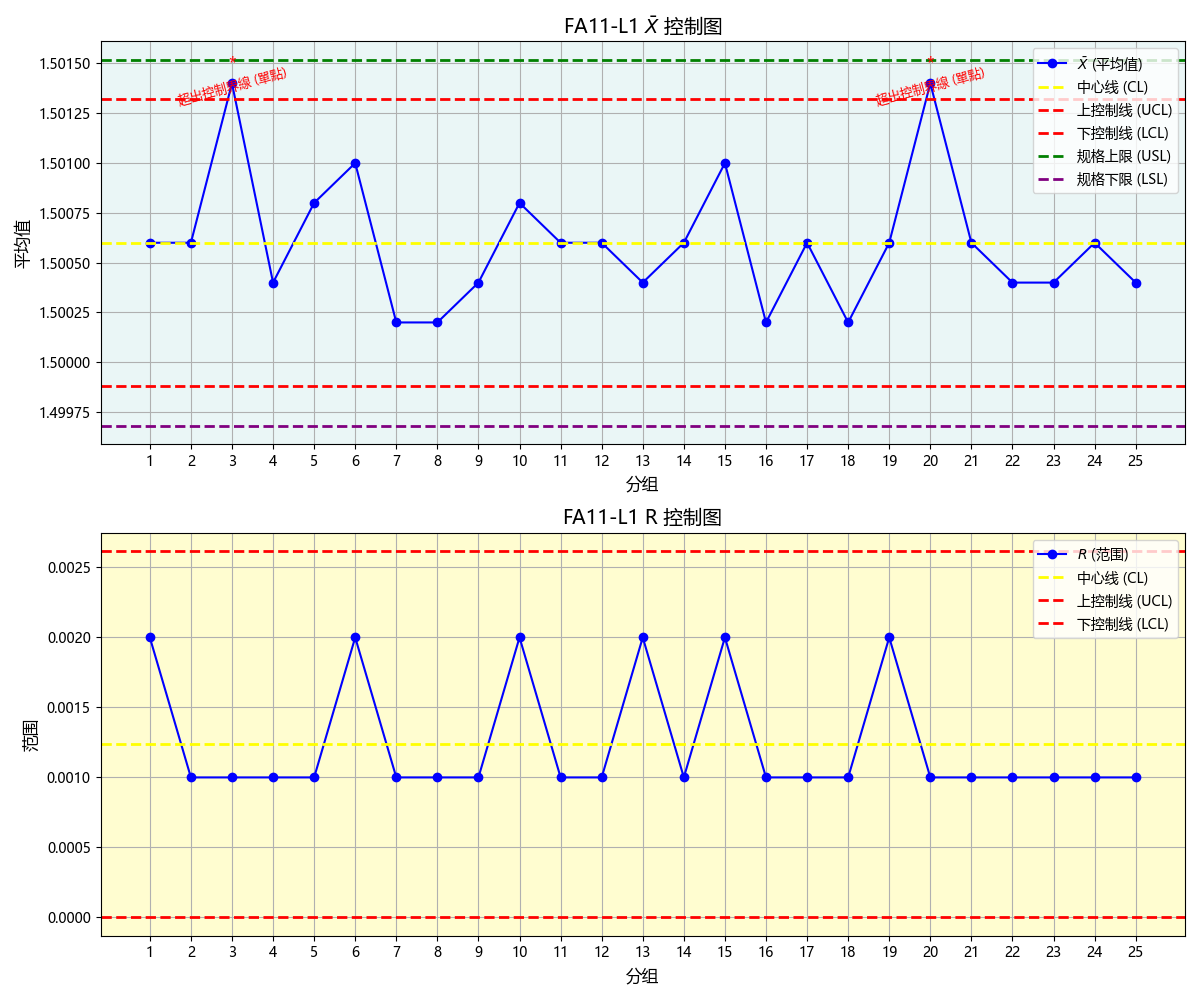 FA11-L1 X̄ 控制图
1.50150
1.50125
1.50100
1.50075
1.50050
1.50025
1.50000
1.49975
平均值
*
超出控制界線 (單點)
*
超出控制界線 (單點)
X̄ (平均值)
中心线 (CL)
上控制线 (UCL)
下控制线 (LCL)
规格上限 (USL)
规格下限 (LSL)
1 2 3 4 5 6 7 8 9 10 11 12 13 14 15 16 17 18 19 20 21 22 23 24 25
分组
FA11-L1 R 控制图
0.0025
0.0020
0.0015
0.0010
0.0005
0.0000
范围
R (范围)
中心线 (CL)
上控制线 (UCL)
下控制线 (LCL)
1 2 3 4 5 6 7 8 9 10 11 12 13 14 15 16 17 18 19 20 21 22 23 24 25
分组